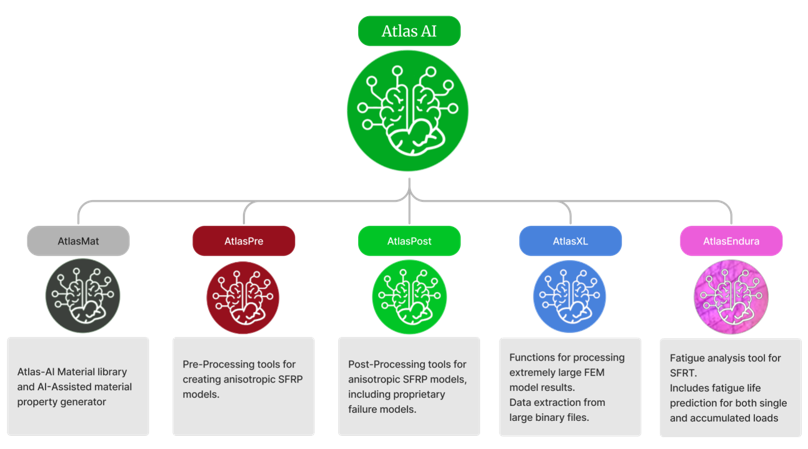 Atlas AI
AtlasMat
AtlasPre
AtlasPost
AtlasXL
AtlasEndura
Atlas-AI Material library
and AI-Assisted material
property generator
Pre-Processing tools for
creating anisotropic SFRP
models.
Post-Processing tools for
anisotropic SFRP models,
including proprietary
failure models.
Functions for processing
extremely large FEM
model results.
Data extraction from
large binary files.
Fatigue analysis tool for
SFRT.
Includes fatigue life
prediction for both single
and accumulated loads